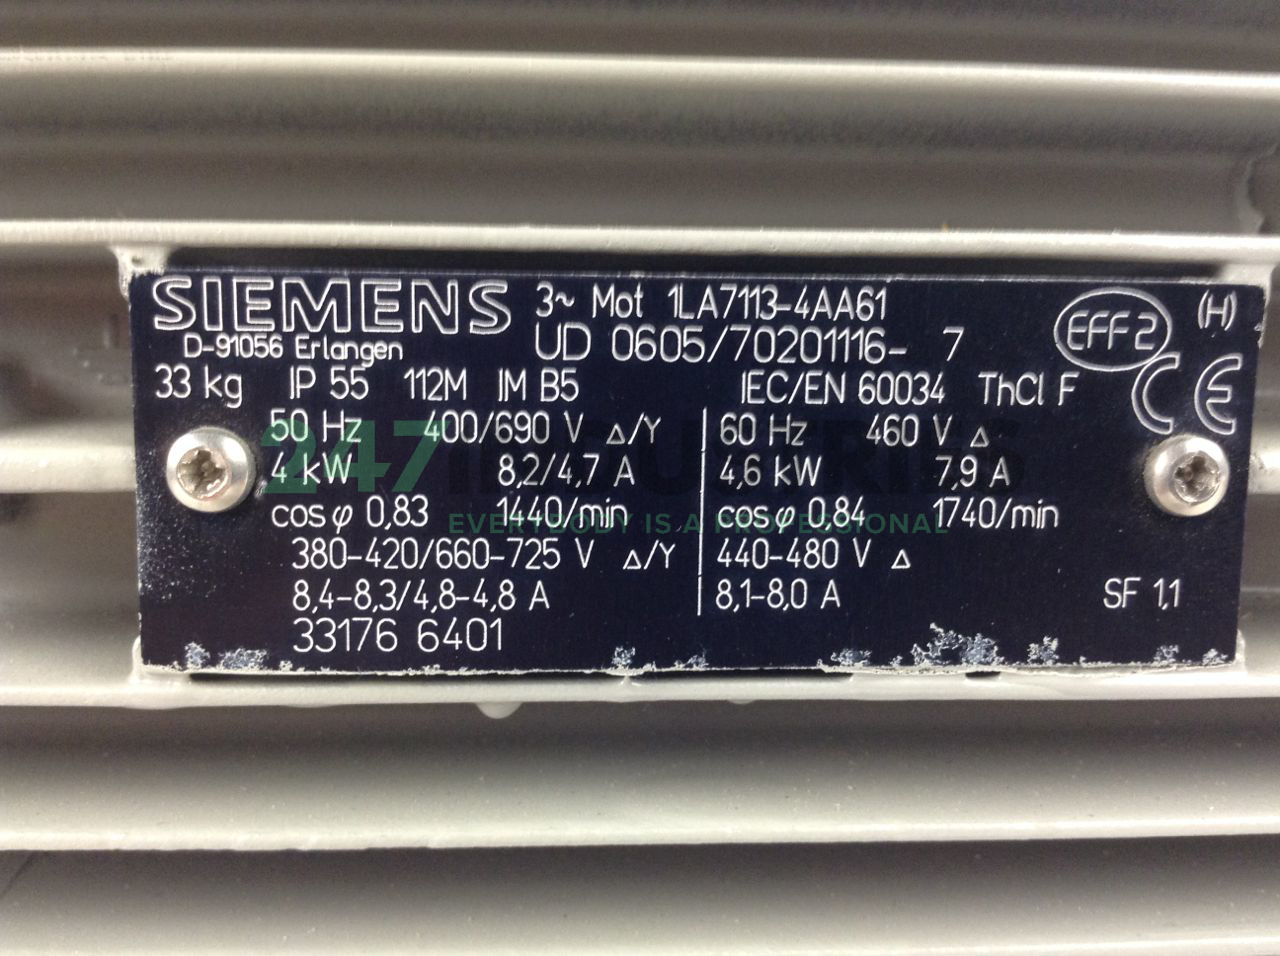 SIEMENS 3~ Mot 1LA7113-4AA61
D-91056 Erlangen UD 0605/70201116- 7
EFF2 (H)
CE
33 kg IP 55 112M IM B5 IEC/EN 60034 ThCl F
50 Hz 400/690 V △/Y
4 kW 8,2/4,7 A
cos φ 0,83 1440/min
380-420/660-725 V △/Y
8,4-8,3/4,8-4,8 A
33176 6401
60 Hz 460 V △
4,6 kW 7,9 A
cos φ 0,84 1740/min
440-480 V △
8,1-8,0 A
SF 1,1
247 INDUSTRIES
EVERYBODY IS A PROFESSIONAL